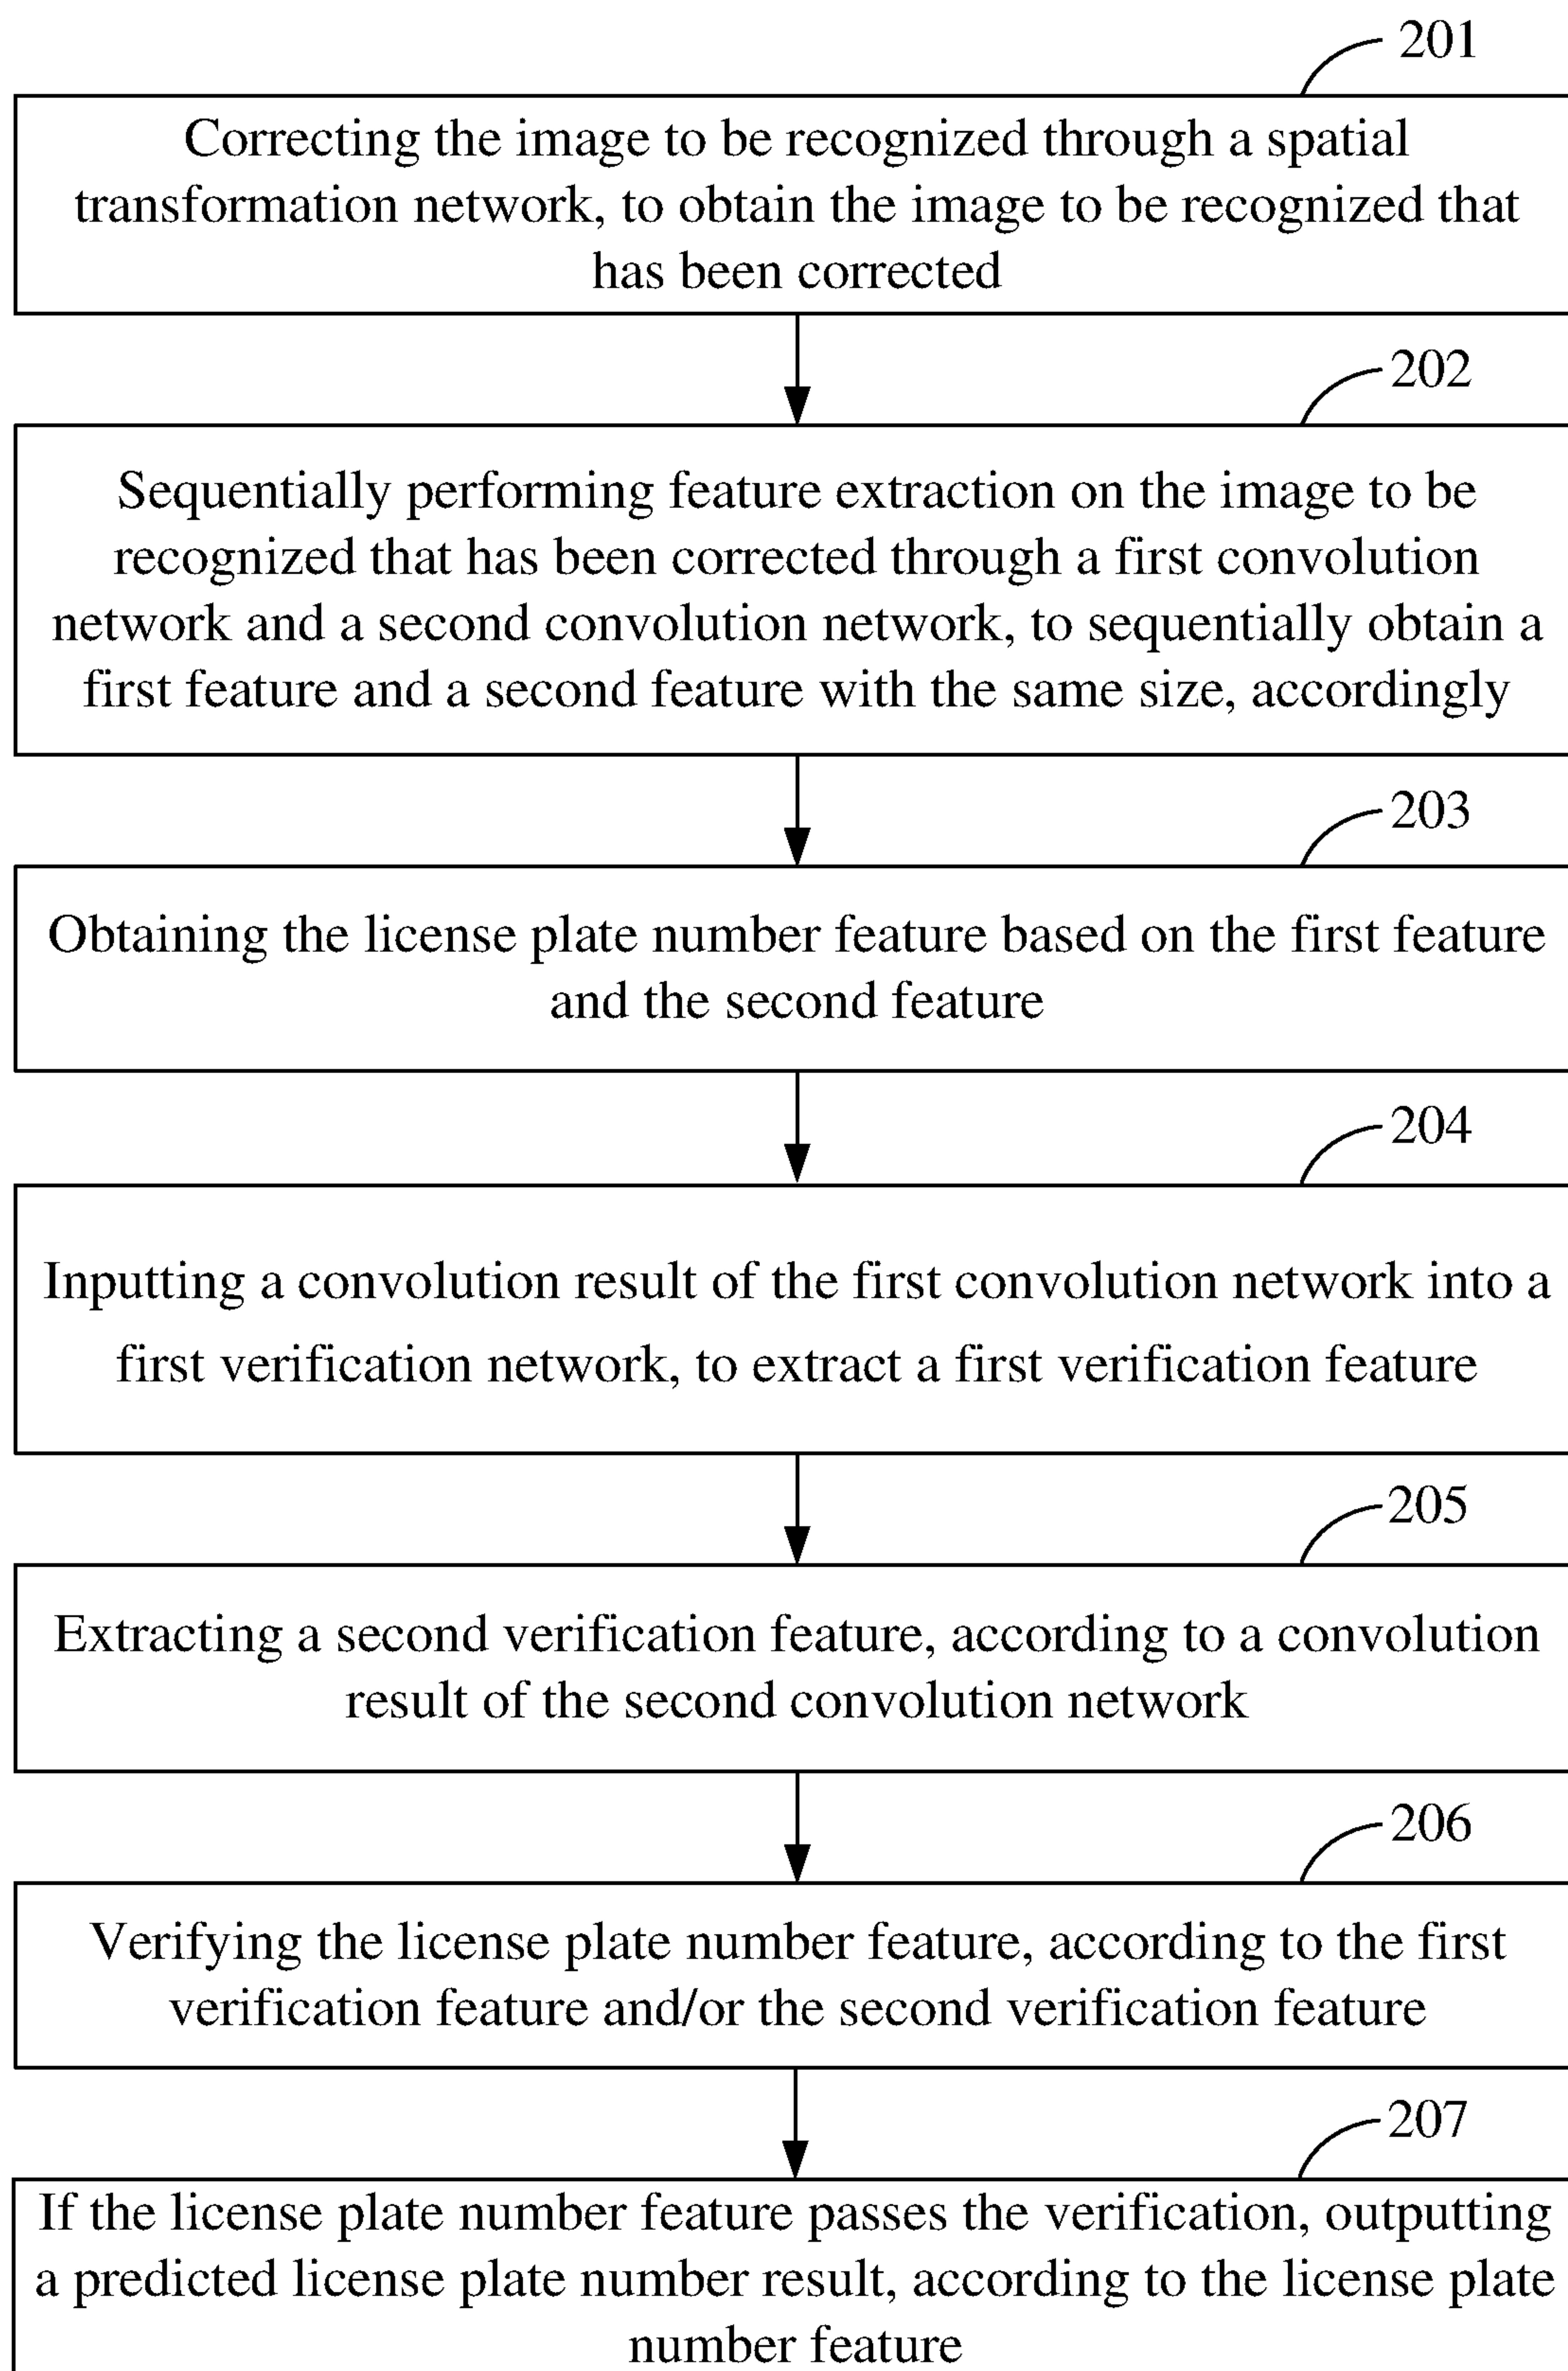 201
Correcting the image to be recognized through a spatial
transformation network, to obtain the image to be recognized that
has been corrected
202
Sequentially performing feature extraction on the image to be
recognized that has been corrected through a first convolution
network and a second convolution network, to sequentially obtain a
first feature and a second feature with the same size, accordingly
203
Obtaining the license plate number feature based on the first feature
and the second feature
204
Inputting a convolution result of the first convolution network into a
first verification network, to extract a first verification feature
205
Extracting a second verification feature, according to a convolution
result of the second convolution network
206
Verifying the license plate number feature, according to the first
verification feature and/or the second verification feature
207
If the license plate number feature passes the verification, outputting
a predicted license plate number result, according to the license plate
number feature